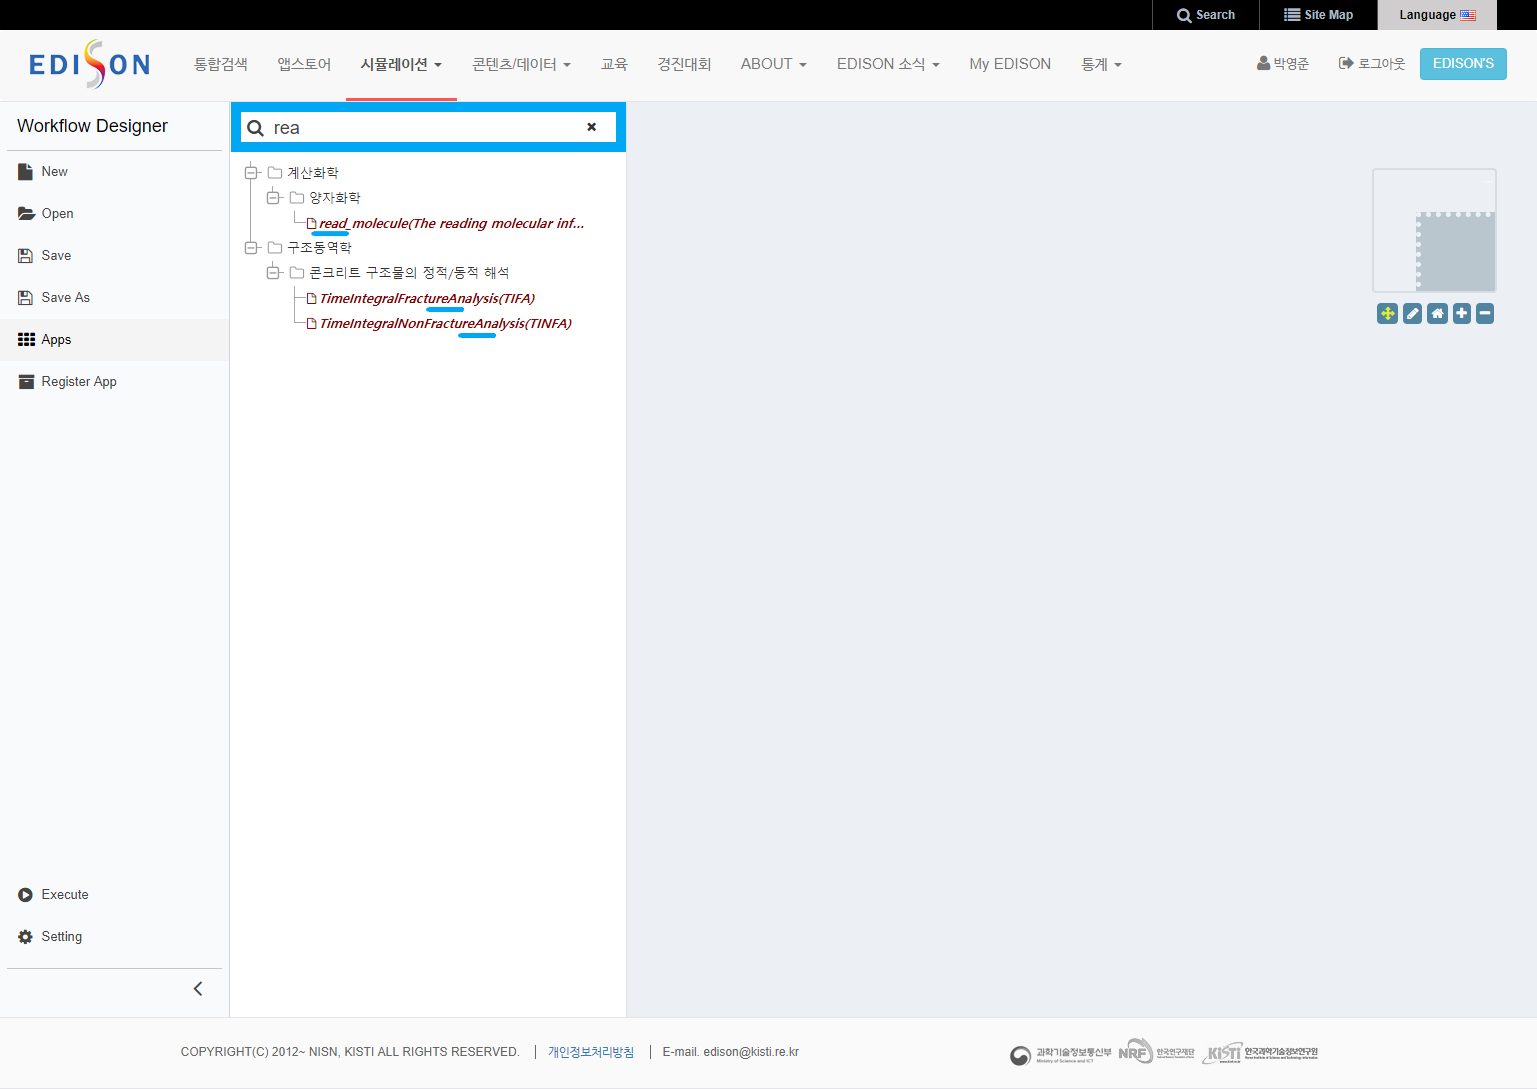 Search
Site Map
Language
EDISON
통합검색
앱스토어
시뮬레이션
콘텐츠/데이터
교육
경진대회
ABOUT
EDISON 소식
My EDISON
통계
박영준
로그아웃
EDISON'S
Workflow Designer
New
Open
Save
Save As
Apps
Register App
Execute
Setting
rea
계산화학
양자화학
read_molecule(The reading molecular inf...
구조동역학
콘크리트 구조물의 정적/동적 해석
TimeIntegralFractureAnalysis(TIFA)
TimeIntegralNonFractureAnalysis(TINFA)
COPYRIGHT(C) 2012~ NISN, KISTI ALL RIGHTS RESERVED.
개인정보처리방침
E-mail. edison@kisti.re.kr
과학기술정보통신부
Ministry of Science and ICT
NRF 한국연구재단
KiSTi 한국과학기술정보연구원